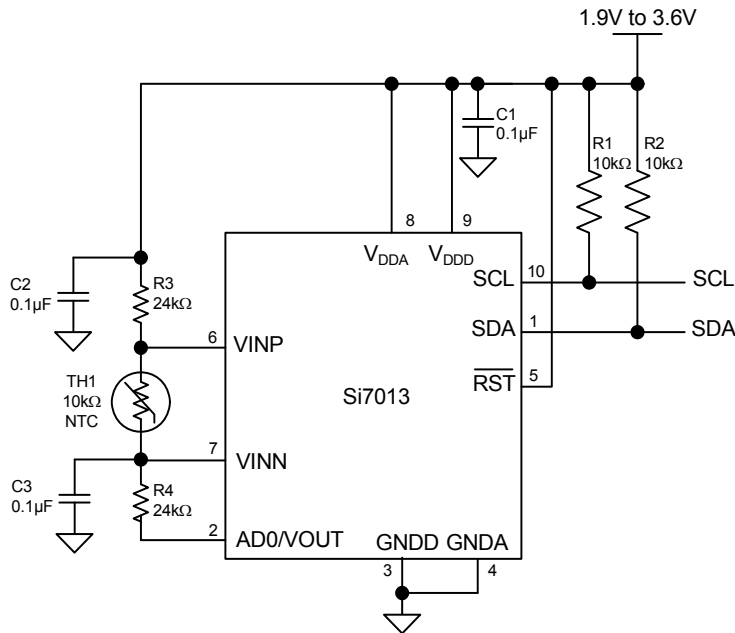 1.9V to 3.6V
C1
0.1µF
R1
10kΩ
R2
10kΩ
8
9
VDDA
VDDD
C2
0.1µF
R3
24kΩ
SCL
10
SCL
6
VINP
SDA
1
SDA
TH1
10kΩ
NTC
Si7013
RST
5
7
VINN
C3
0.1µF
R4
24kΩ
2
AD0/VOUT
GNDD
GNDA
3
4